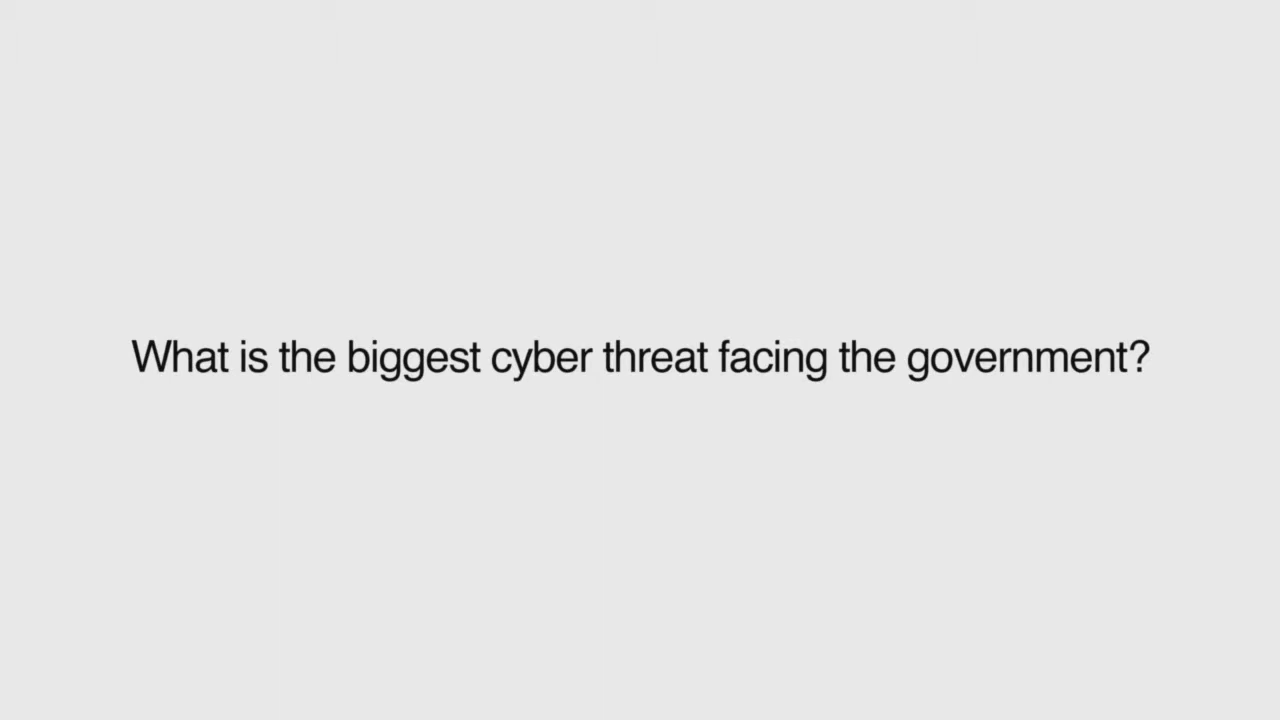 What is the biggest cyber threat facing the government?